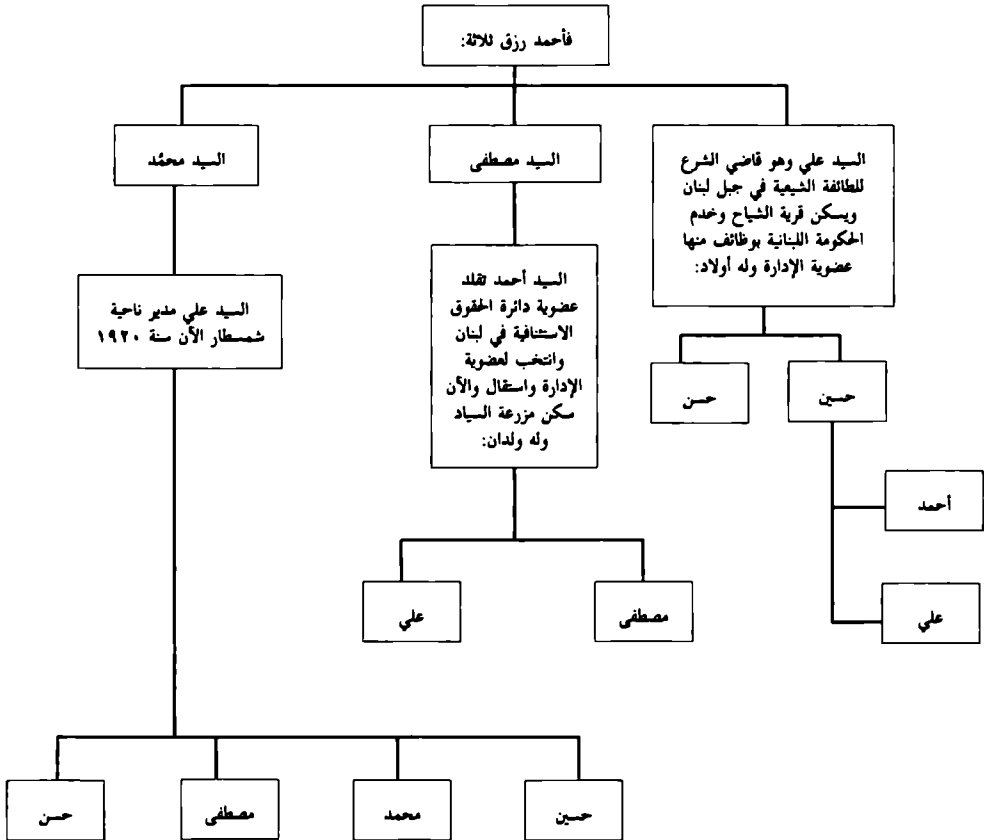 فأحمد رزق ثلاثة:
السيد علي وهو قاضي الشرع
للطائفة الشيعية في جبل لبنان
ويسكن قرية الشياح وخدم
الحكومة اللبنانية بوظائف منها
عضوية الإدارة وله أولاد:
السيد مصطفى
السيد محمّد
السيد أحمد تقلد
عضوية دائرة الحقوق
الاستئنافية في لبنان
وانتخب لعضوية
الإدارة واستقال والآن
سكن مزرعة السياد
وله ولدان:
السيد علي مدير ناحية
شمسطار الآن سنة ١٩٢٠
حسين
حسن
أحمد
علي
مصطفى
علي
حسين
محمد
مصطفى
حسن